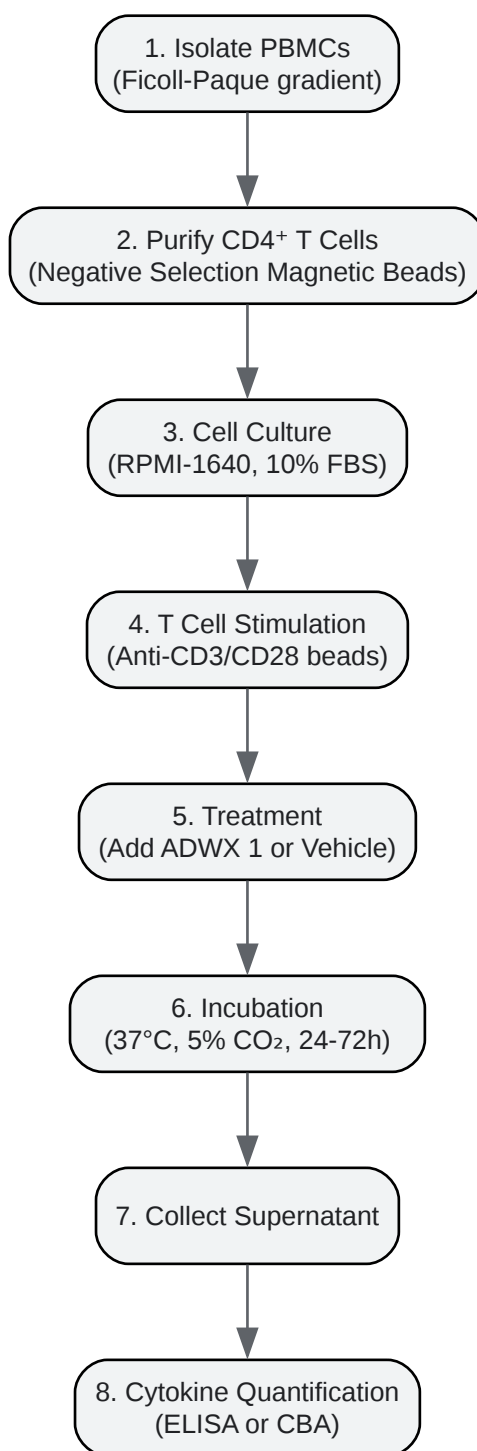 1. Isolate PBMCs
(Ficoll-Paque gradient)
2. Purify CD4⁺ T Cells
(Negative Selection Magnetic Beads)
3. Cell Culture
(RPMI-1640, 10% FBS)
4. T Cell Stimulation
(Anti-CD3/CD28 beads)
5. Treatment
(Add ADWX 1 or Vehicle)
6. Incubation
(37°C, 5% CO₂, 24-72h)
7. Collect Supernatant
8. Cytokine Quantification
(ELISA or CBA)